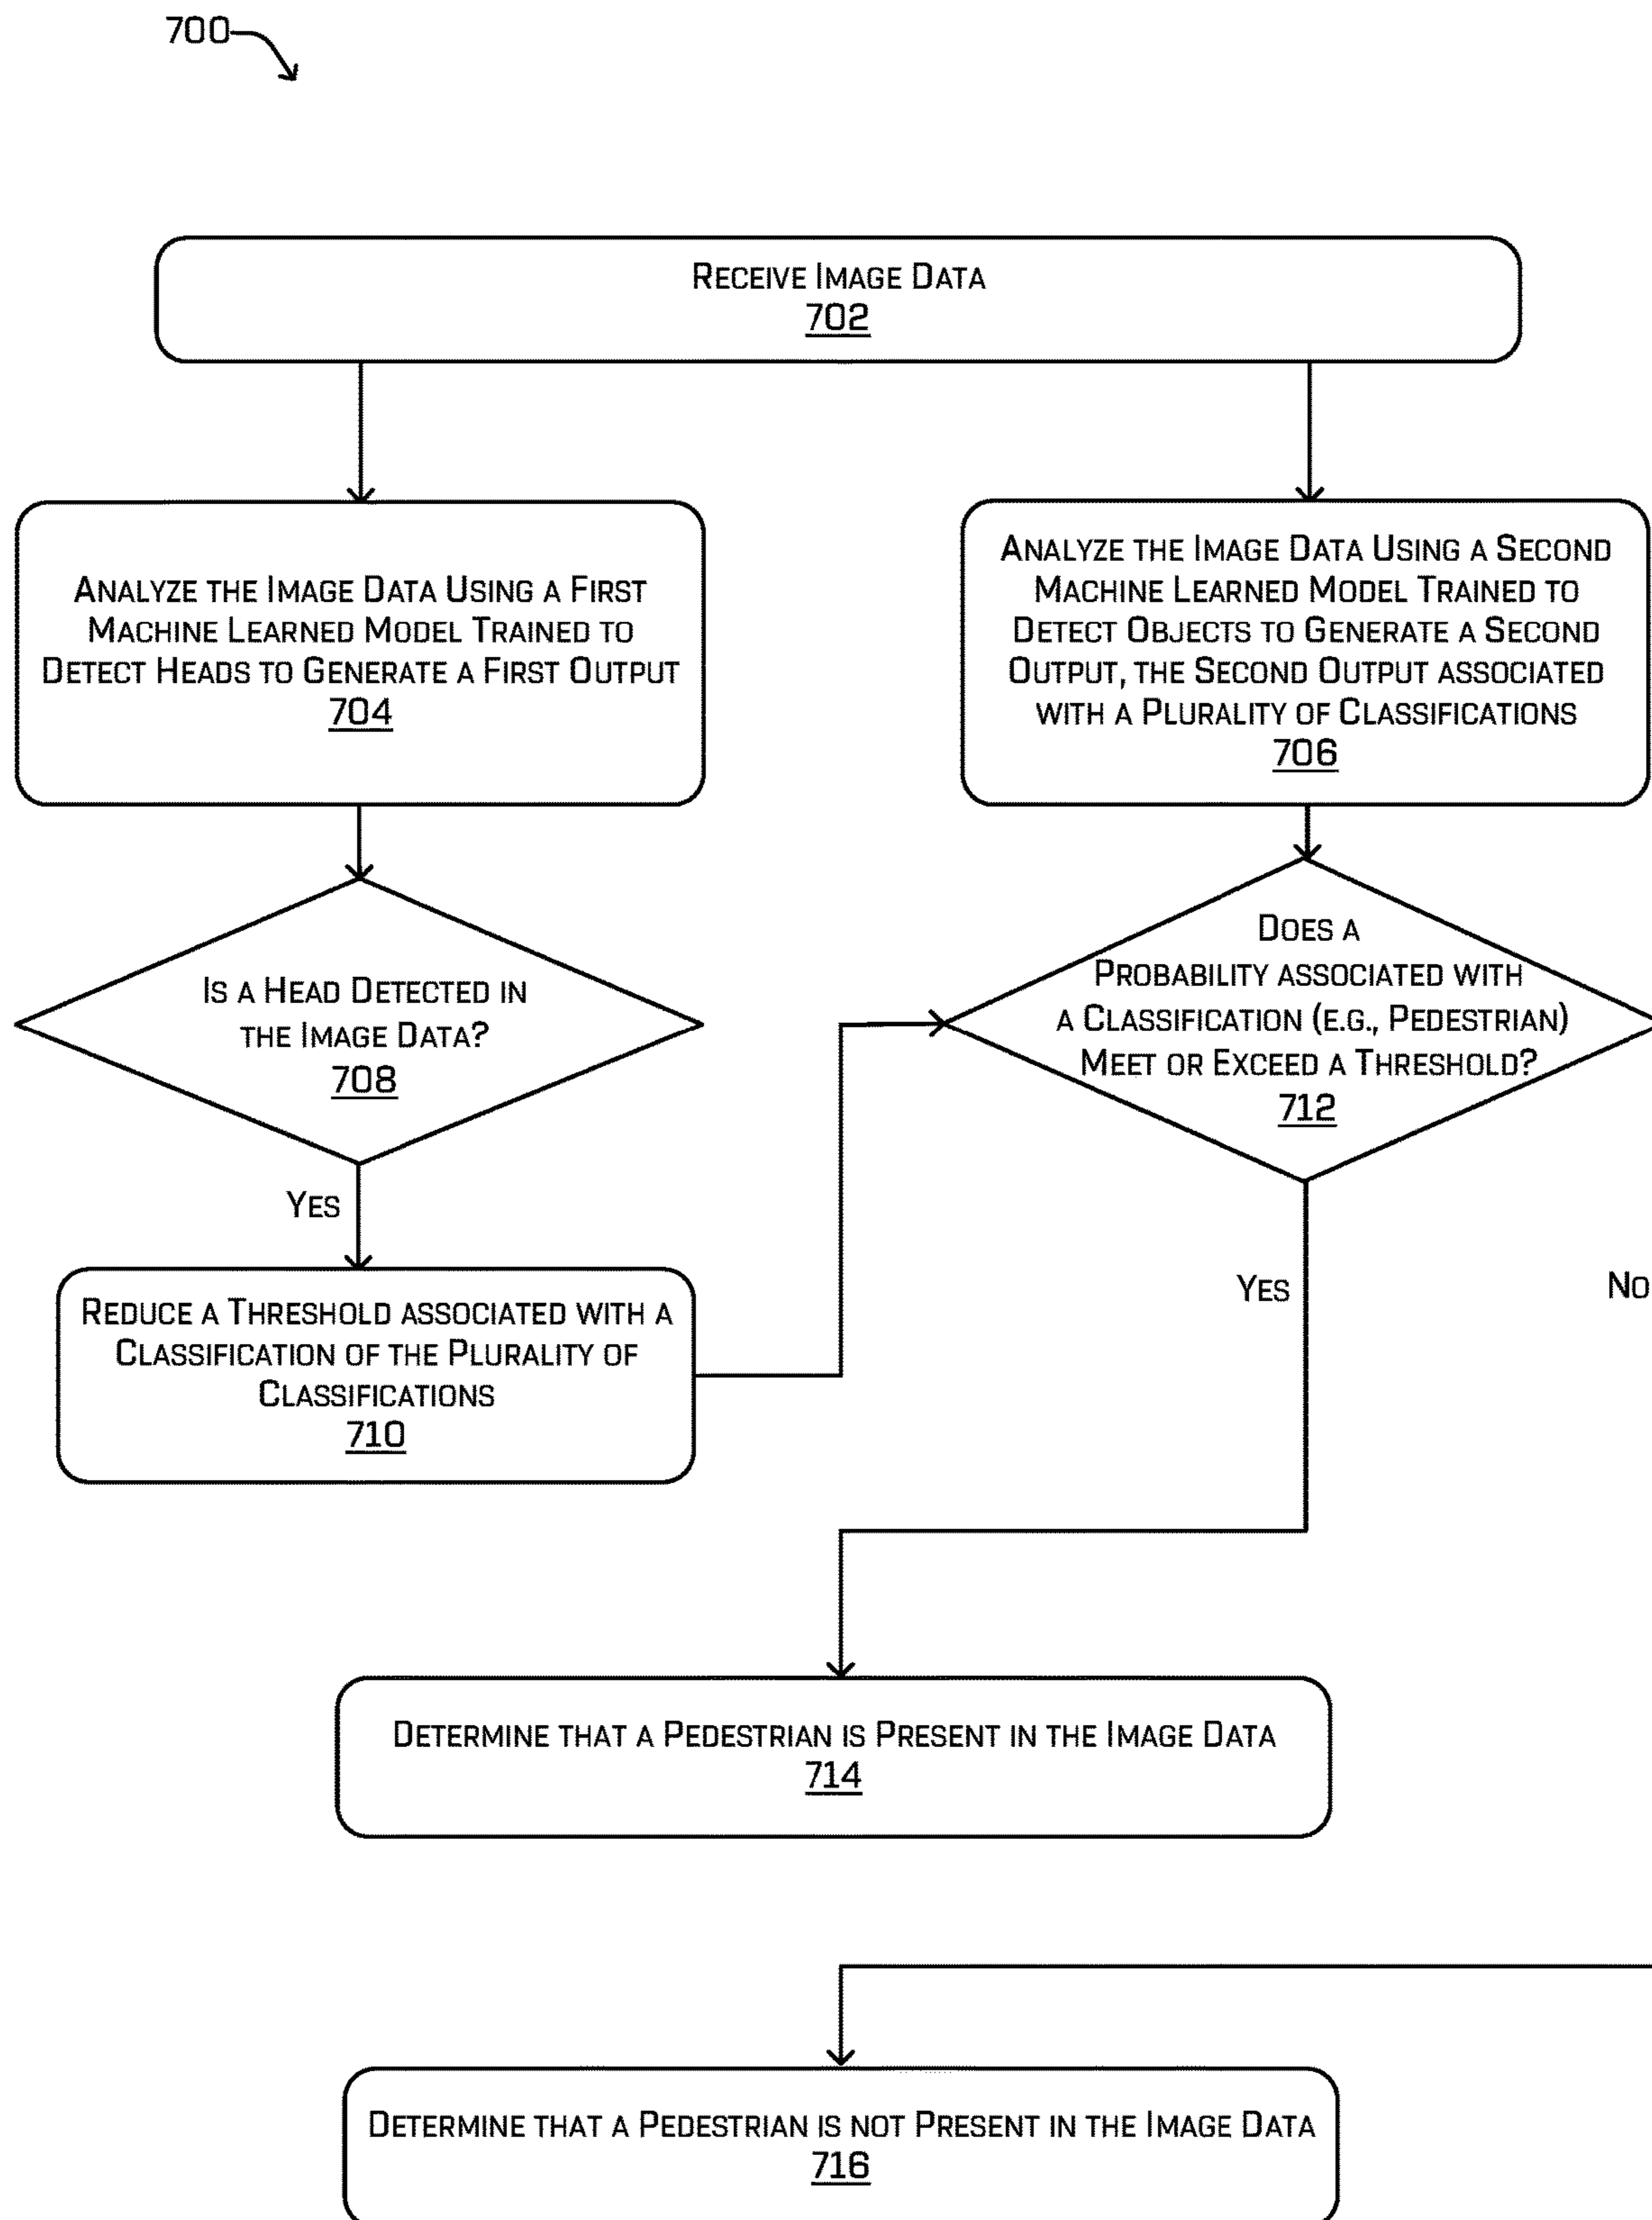 700
RECEIVE IMAGE DATA
702
ANALYZE THE IMAGE DATA USING A FIRST
MACHINE LEARNED MODEL TRAINED TO
DETECT HEADS TO GENERATE A FIRST OUTPUT
704
ANALYZE THE IMAGE DATA USING A SECOND
MACHINE LEARNED MODEL TRAINED TO
DETECT OBJECTS TO GENERATE A SECOND
OUTPUT, THE SECOND OUTPUT ASSOCIATED
WITH A PLURALITY OF CLASSIFICATIONS
706
IS A HEAD DETECTED IN
THE IMAGE DATA?
708
DOES A
PROBABILITY ASSOCIATED WITH
A CLASSIFICATION (E.G., PEDESTRIAN)
MEET OR EXCEED A THRESHOLD?
712
YES
REDUCE A THRESHOLD ASSOCIATED WITH A
CLASSIFICATION OF THE PLURALITY OF
CLASSIFICATIONS
710
YES
NO
DETERMINE THAT A PEDESTRIAN IS PRESENT IN THE IMAGE DATA
714
DETERMINE THAT A PEDESTRIAN IS NOT PRESENT IN THE IMAGE DATA
716